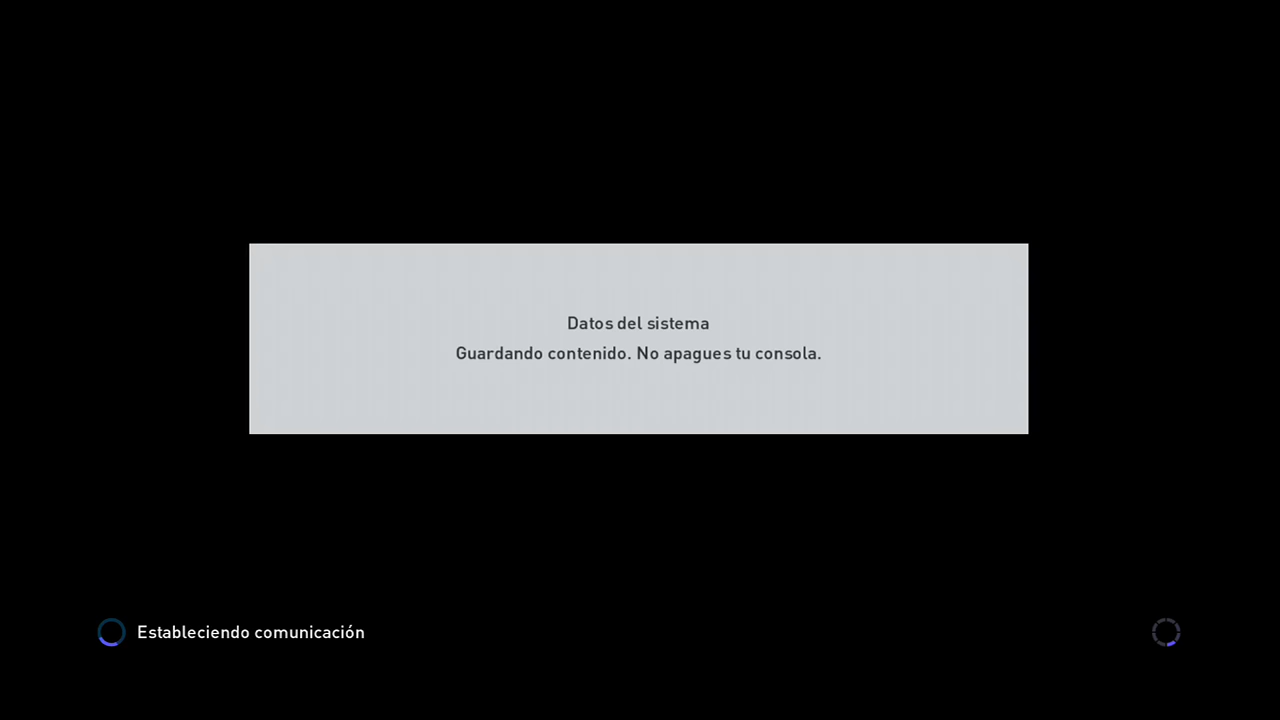 Datos del sistema
Guardando contenido. No apagues tu consola.
Estableciendo comunicación